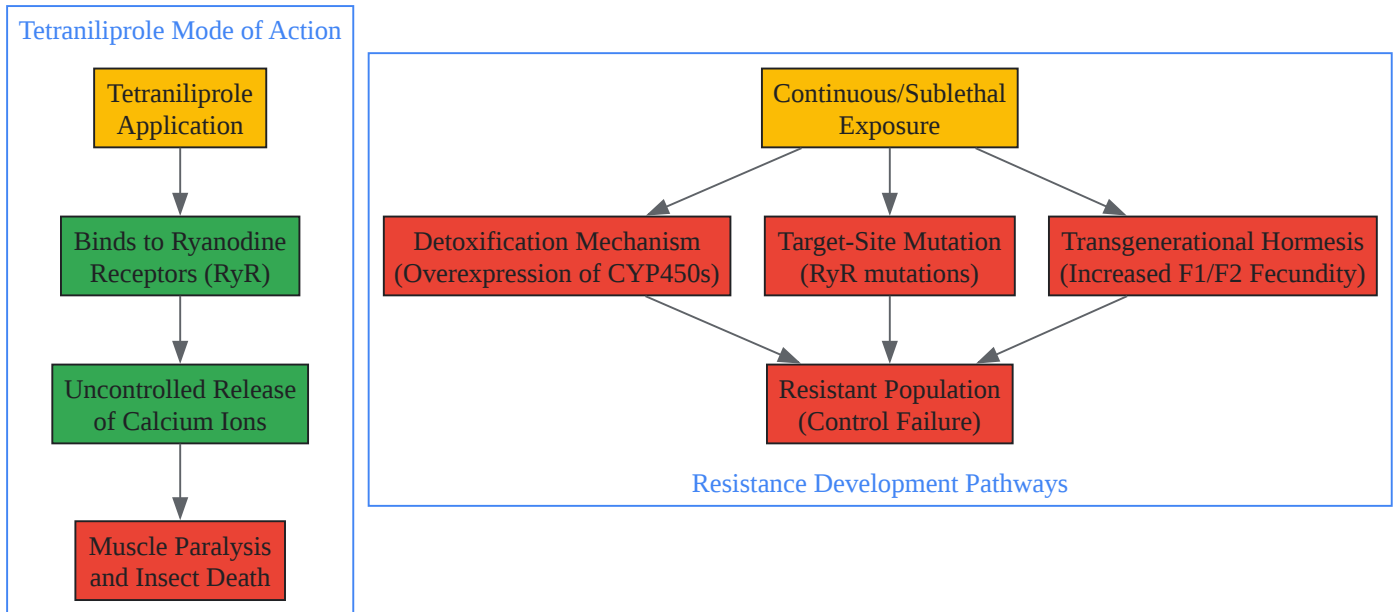 Tetraniliprole Mode of Action
Tetraniliprole
Application
Binds to Ryanodine
Receptors (RyR)
Uncontrolled Release
of Calcium Ions
Muscle Paralysis
and Insect Death
Continuous/Sublethal
Exposure
Detoxification Mechanism
(Overexpression of CYP450s)
Target-Site Mutation
(RyR mutations)
Transgenerational Hormesis
(Increased F1/F2 Fecundity)
Resistant Population
(Control Failure)
Resistance Development Pathways